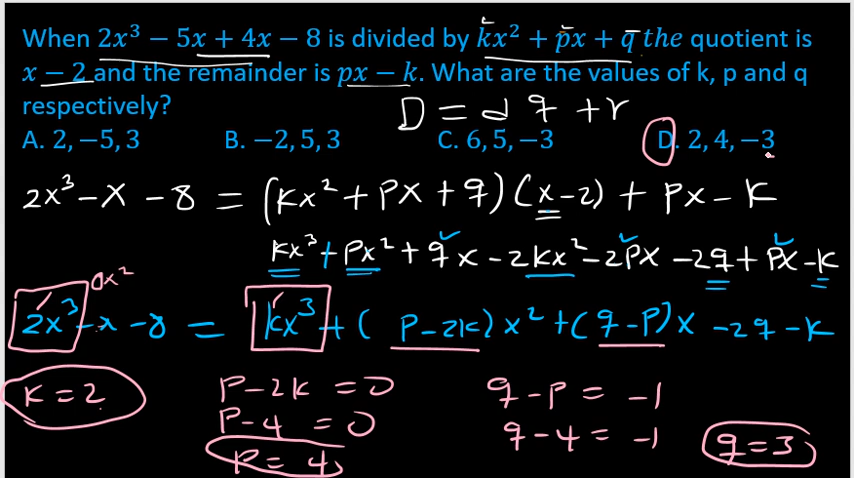 When 2x³ − 5x + 4x − 8 is divided by kx² + px + q the quotient is
x − 2 and the remainder is px − k. What are the values of k, p and q
respectively?
D = d q + r
A. 2, −5, 3 B. −2, 5, 3 C. 6, 5, −3 D. 2, 4, −3
2x³ − x − 8 = (kx² + px + q)(x − 2) + px − k
kx³ + px² + qx − 2kx² − 2px − 2q + px − k
0x²
2x³ − x − 8 = kx³ + (p − 2k)x² + (q − p)x − 2q − k
k = 2 p − 2k = 0 q − p = −1
p − 4 = 0 q − 4 = −1
p = 4 q = 3